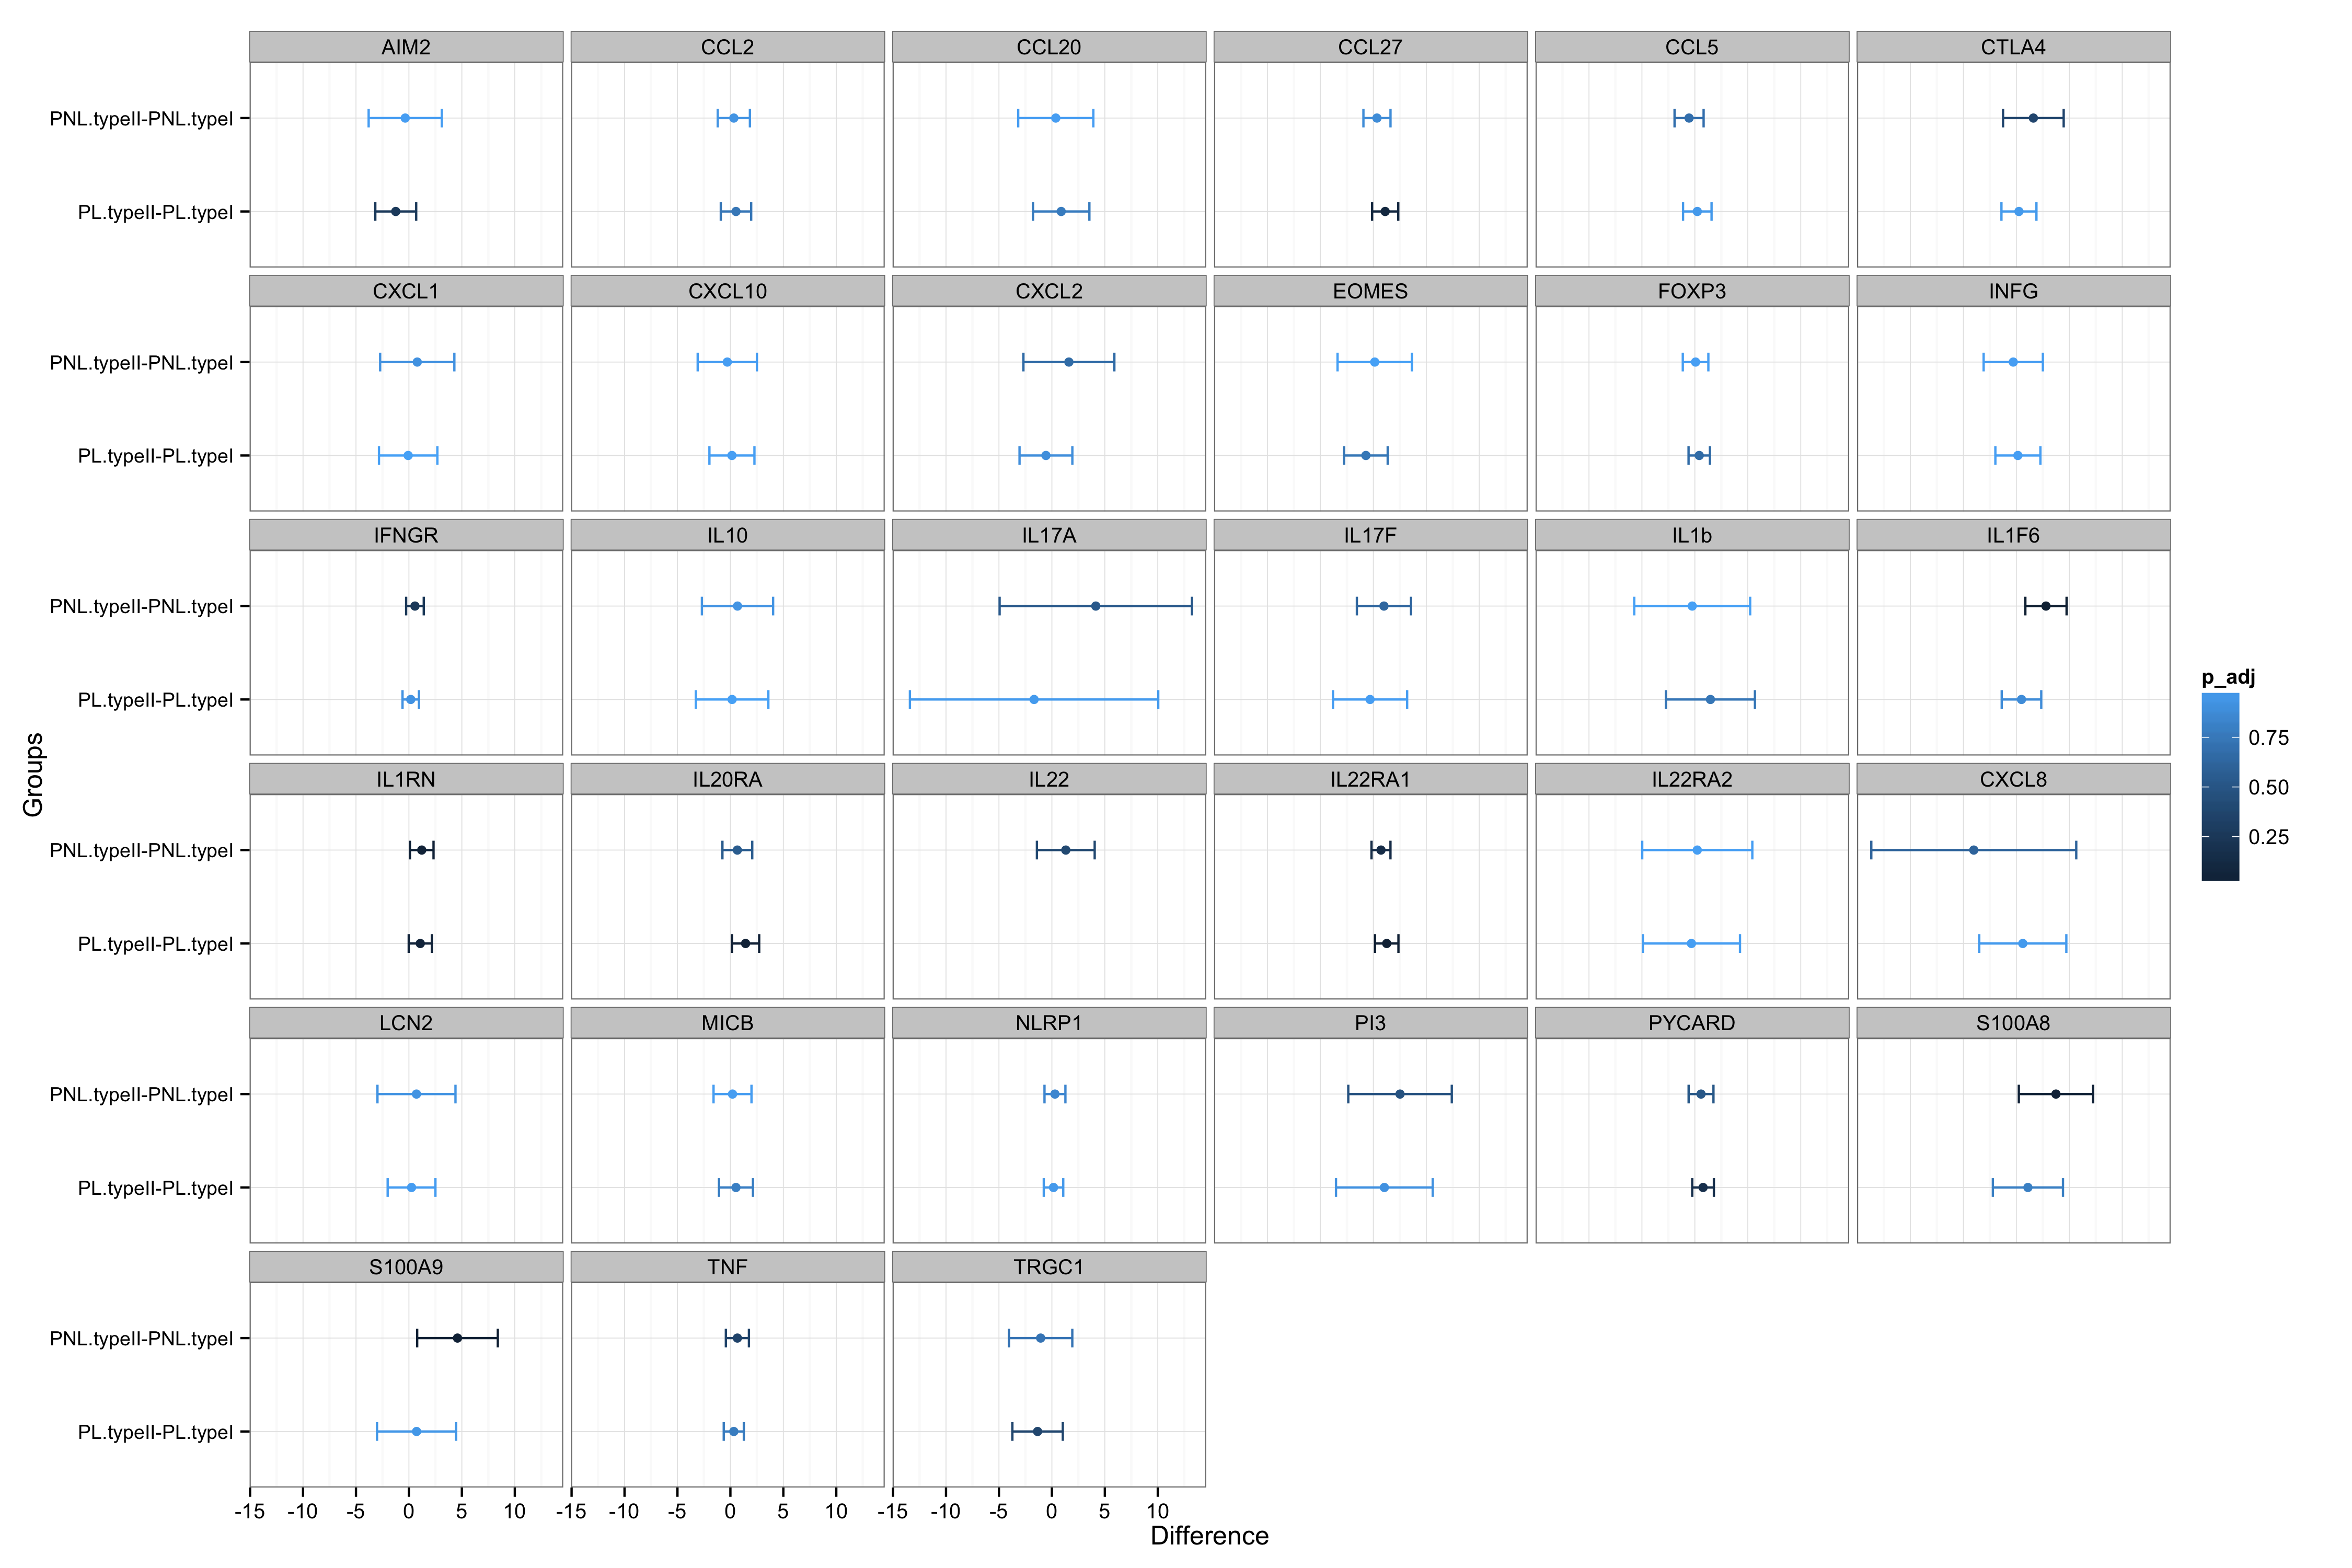 AIM2 CCL2 CCL20 CCL27 CCL5 CTLA4
PNL.typeII-PNL.typeI
PL.typeII-PL.typeI
CXCL1 CXCL10 CXCL2 EOMES FOXP3 INFG
PNL.typeII-PNL.typeI
PL.typeII-PL.typeI
IFNGR IL10 IL17A IL17F IL1b IL1F6
PNL.typeII-PNL.typeI
PL.typeII-PL.typeI
Groups
p_adj
0.75
0.50
0.25
IL1RN IL20RA IL22 IL22RA1 IL22RA2 CXCL8
PNL.typeII-PNL.typeI
PL.typeII-PL.typeI
LCN2 MICB NLRP1 PI3 PYCARD S100A8
PNL.typeII-PNL.typeI
PL.typeII-PL.typeI
S100A9 TNF TRGC1
PNL.typeII-PNL.typeI
PL.typeII-PL.typeI
-15 -10 -5 0 5 10 -15 -10 -5 0 5 10 -15 -10 -5 0 5 10
Difference